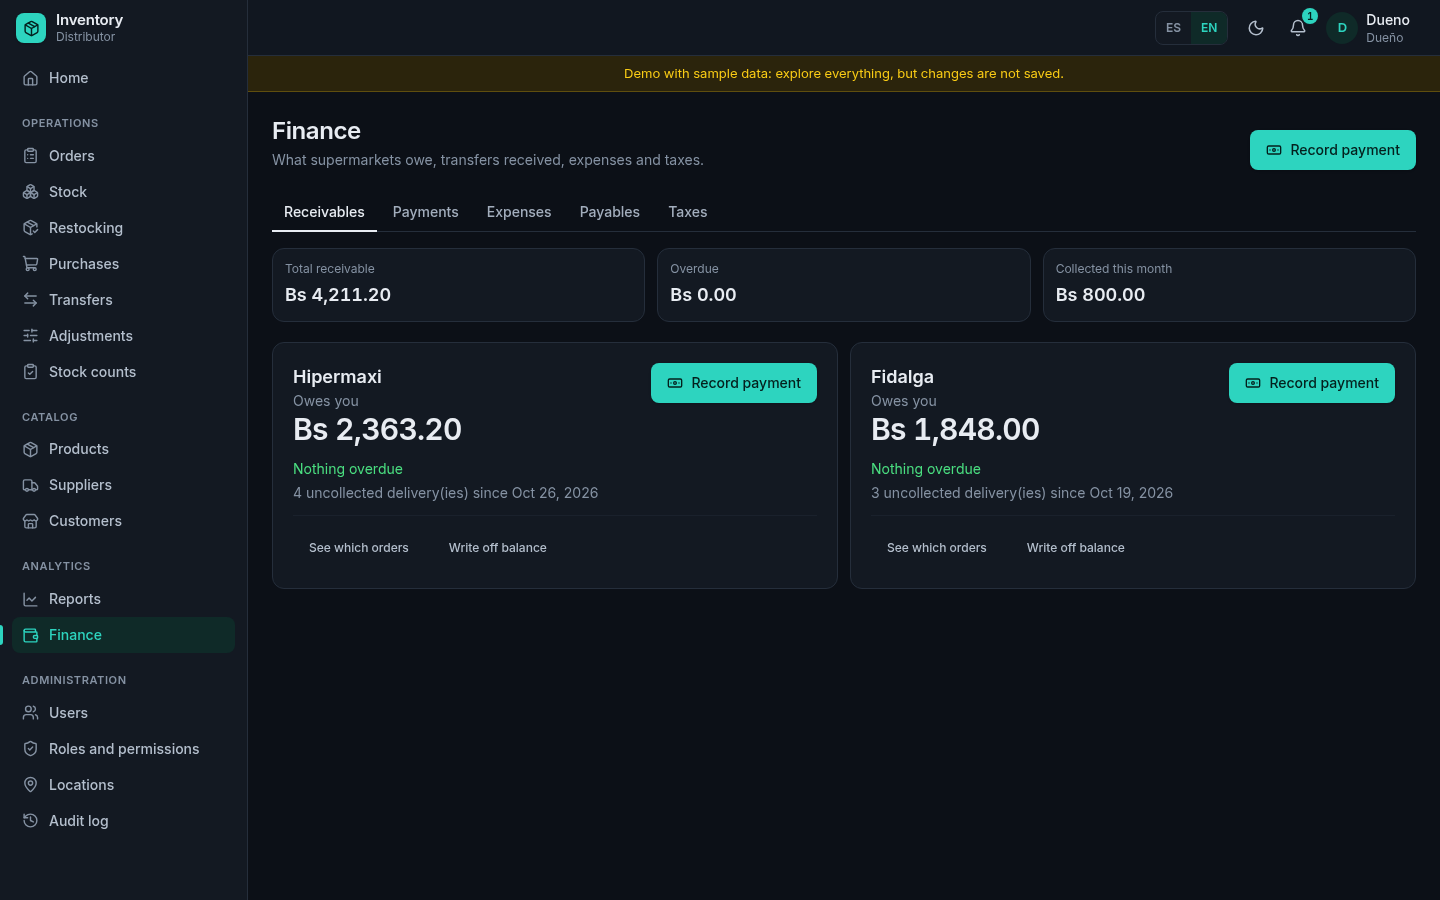 Inventory
Distributor
Home
OPERATIONS
Orders
Stock
Restocking
Purchases
Transfers
Adjustments
Stock counts
CATALOG
Products
Suppliers
Customers
ANALYTICS
Reports
Finance
ADMINISTRATION
Users
Roles and permissions
Locations
Audit log
ES EN 1 D Dueno
Dueño
Demo with sample data: explore everything, but changes are not saved.
Finance
What supermarkets owe, transfers received, expenses and taxes.
Record payment
Receivables Payments Expenses Payables Taxes
Total receivable
Bs 4,211.20
Overdue
Bs 0.00
Collected this month
Bs 800.00
Hipermaxi
Record payment
Owes you
Bs 2,363.20
Nothing overdue
4 uncollected delivery(ies) since Oct 26, 2026
See which orders Write off balance
Fidalga
Record payment
Owes you
Bs 1,848.00
Nothing overdue
3 uncollected delivery(ies) since Oct 19, 2026
See which orders Write off balance